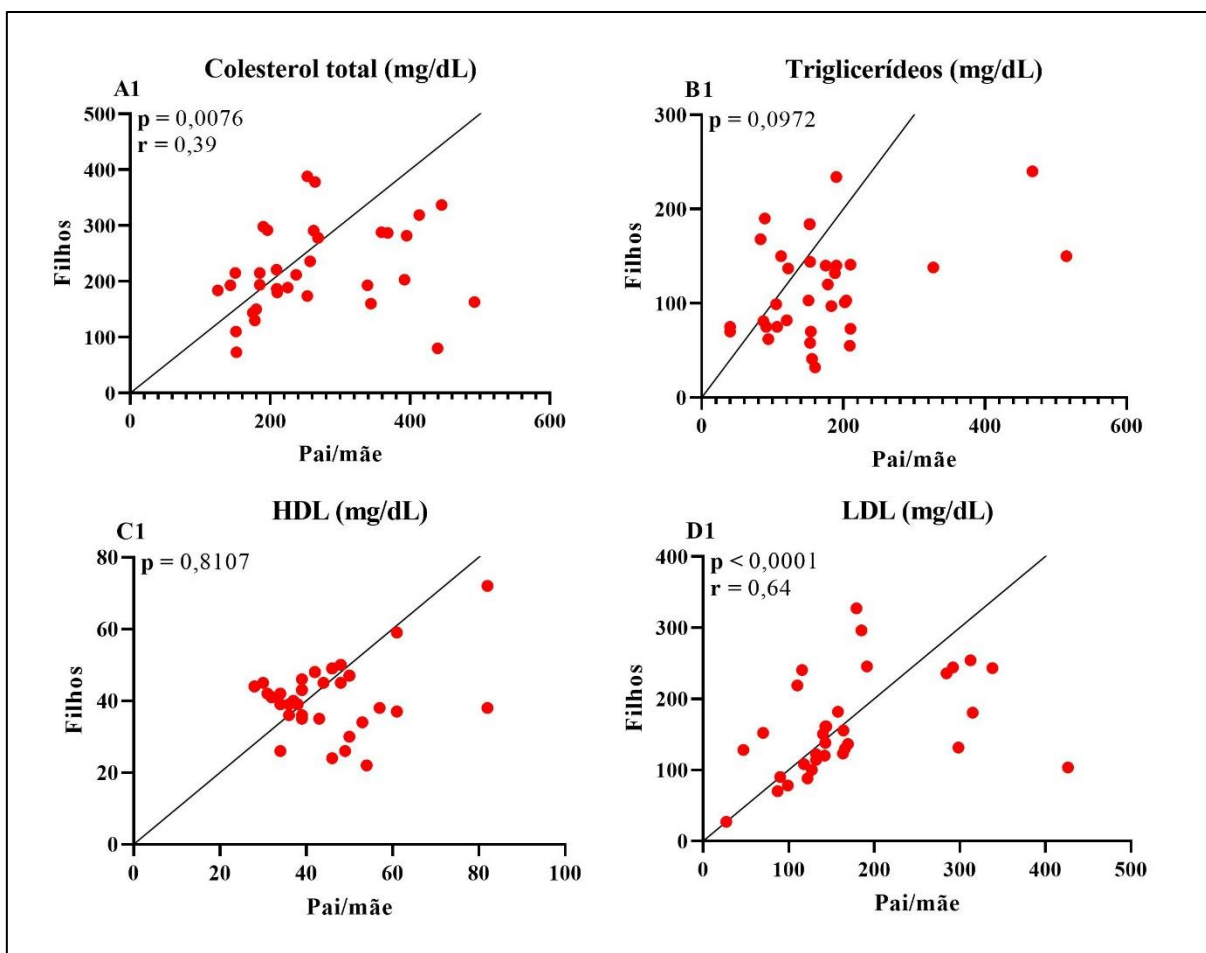 Colesterol total (mg/dL)
A1
p = 0,0076
r = 0,39
500
400
300
200
100
0
Filhos
0
200
400
600
Pai/mãe
Triglicerídeos (mg/dL)
B1
p = 0,0972
300
200
100
0
Filhos
0
200
400
600
Pai/mãe
HDL (mg/dL)
C1
p = 0,8107
80
60
40
20
0
Filhos
0
20
40
60
80
100
Pai/mãe
LDL (mg/dL)
D1
p < 0,0001
r = 0,64
400
300
200
100
0
Filhos
0
100
200
300
400
500
Pai/mãe